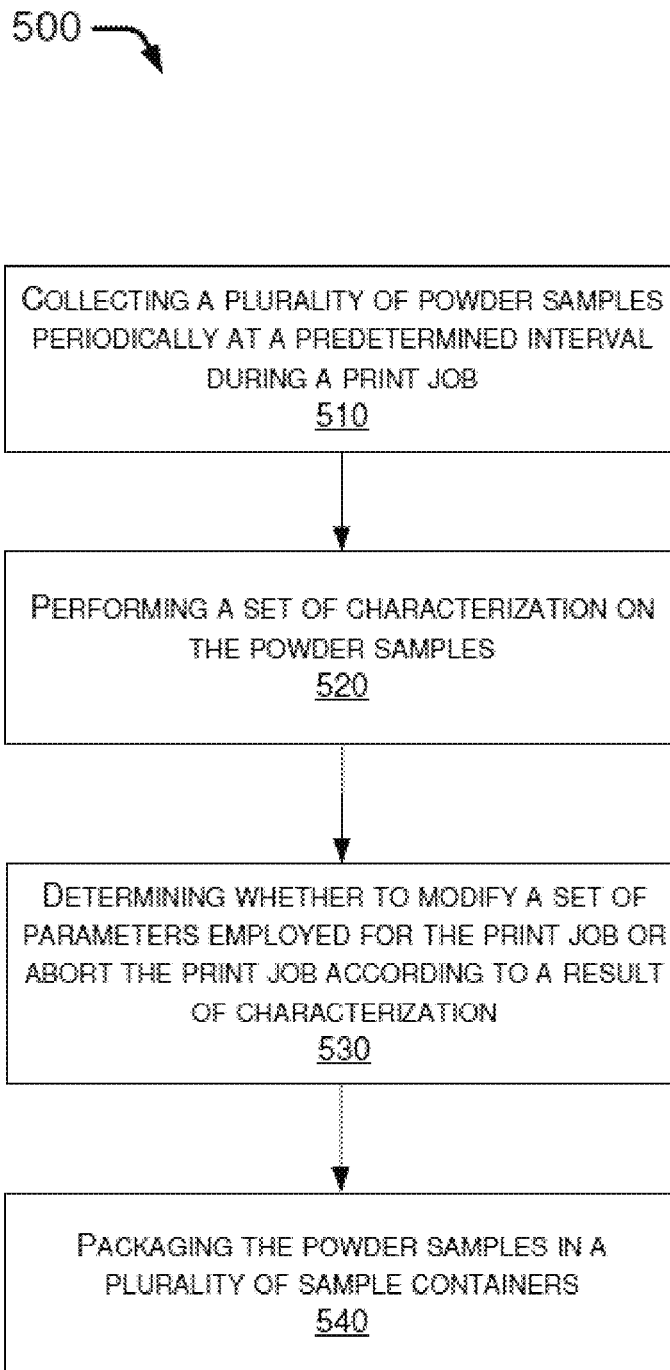 500
COLLECTING A PLURALITY OF POWDER SAMPLES
PERIODICALLY AT A PREDETERMINED INTERVAL
DURING A PRINT JOB
510
PERFORMING A SET OF CHARACTERIZATION ON
THE POWDER SAMPLES
520
DETERMINING WHETHER TO MODIFY A SET OF
PARAMETERS EMPLOYED FOR THE PRINT JOB OR
ABORT THE PRINT JOB ACCORDING TO A RESULT
OF CHARACTERIZATION
530
PACKAGING THE POWDER SAMPLES IN A
PLURALITY OF SAMPLE CONTAINERS
540